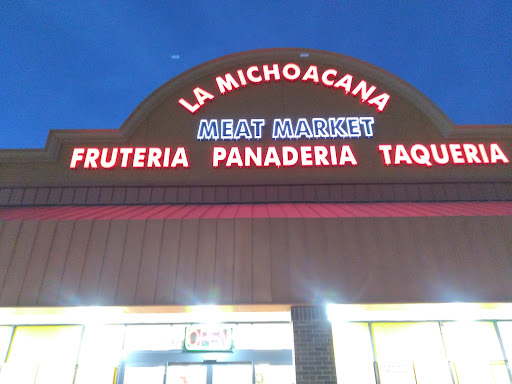 LA MICHOACANA
MEAT MARKET
FRUTERIA PANADERIA TAQUERIA
OPEN